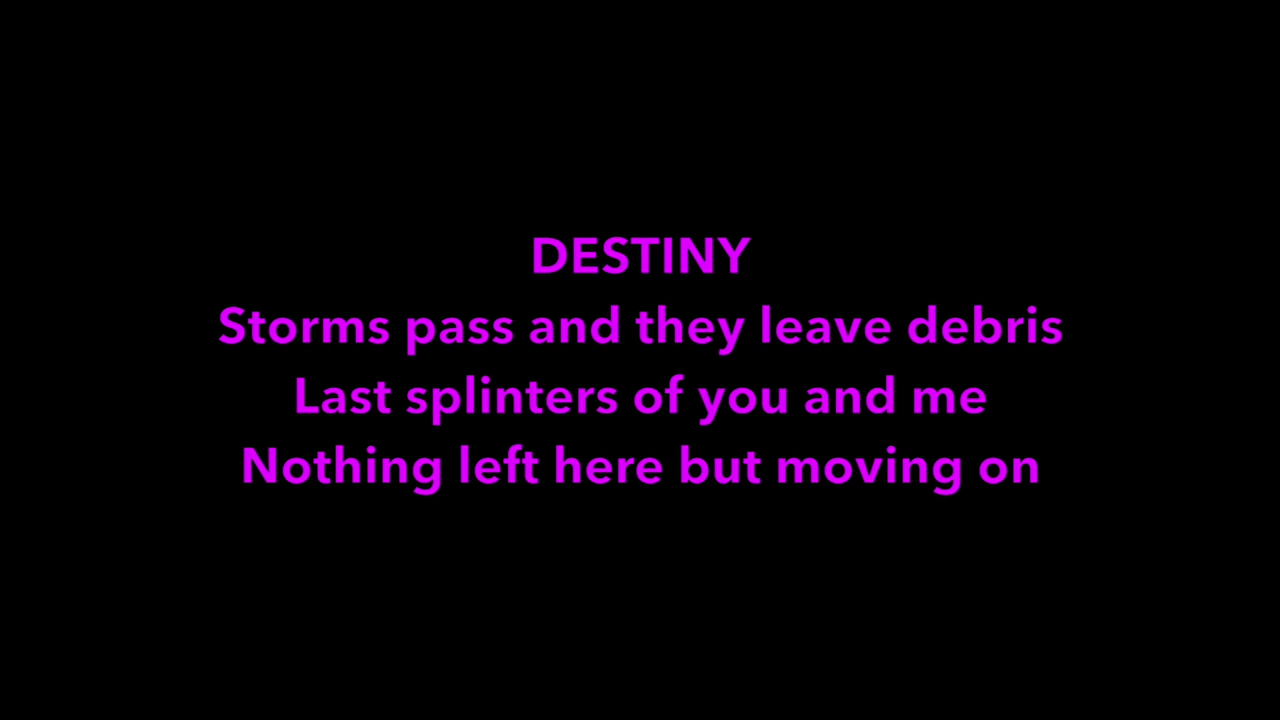 DESTINY
Storms pass and they leave debris
Last splinters of you and me
Nothing left here but moving on